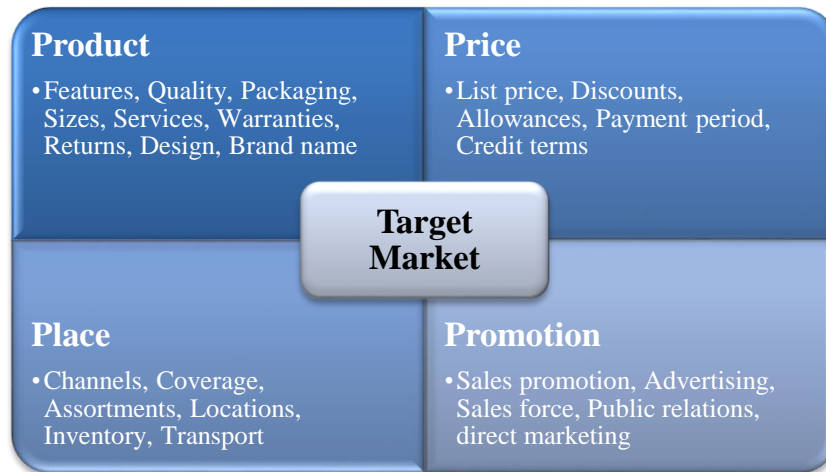 Product
•Features, Quality, Packaging,
Sizes, Services, Warranties,
Returns, Design, Brand name
Price
•List price, Discounts,
Allowances, Payment period,
Credit terms
Target
Market
Place
•Channels, Coverage,
Assortments, Locations,
Inventory, Transport
Promotion
•Sales promotion, Advertising,
Sales force, Public relations,
direct marketing